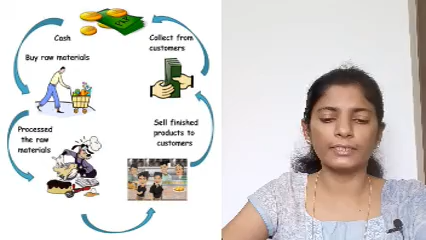 Cash
Buy raw materials
Processed
the raw
materials
Sell finished
products to
customers
Collect from
customers